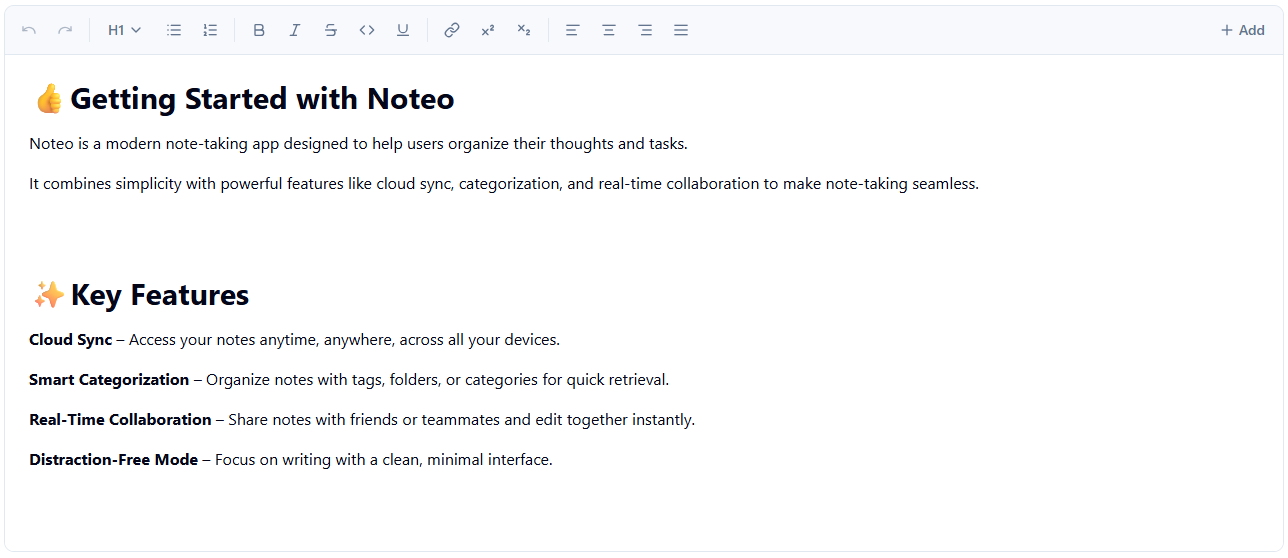 H1
B I S <> U
x² x₂
+ Add
👍 Getting Started with Noteo
Noteo is a modern note-taking app designed to help users organize their thoughts and tasks.
It combines simplicity with powerful features like cloud sync, categorization, and real-time collaboration to make note-taking seamless.
✨ Key Features
Cloud Sync – Access your notes anytime, anywhere, across all your devices.
Smart Categorization – Organize notes with tags, folders, or categories for quick retrieval.
Real-Time Collaboration – Share notes with friends or teammates and edit together instantly.
Distraction-Free Mode – Focus on writing with a clean, minimal interface.